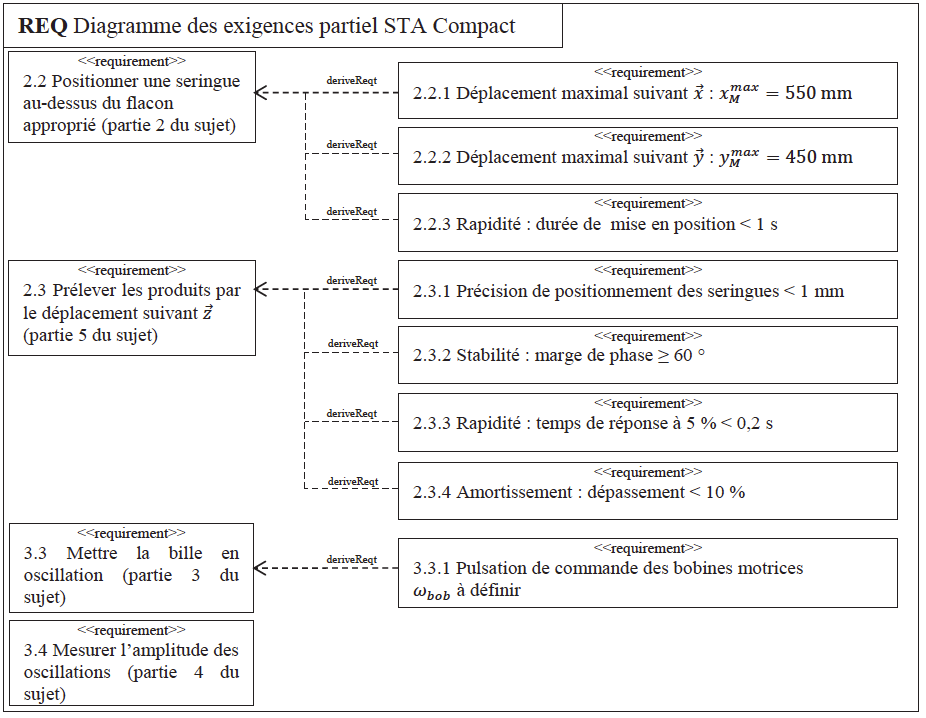 REQ Diagramme des exigences partiel STA Compact
<<requirement>>
2.2 Positionner une seringue
au-dessus du flacon
approprié (partie 2 du sujet)
deriveReqt
<<requirement>>
2.2.1 Déplacement maximal suivant x⃗ : x_M^max = 550 mm
deriveReqt
<<requirement>>
2.2.2 Déplacement maximal suivant y⃗ : y_M^max = 450 mm
deriveReqt
<<requirement>>
2.2.3 Rapidité : durée de mise en position < 1 s
<<requirement>>
2.3 Prélever les produits par
le déplacement suivant z⃗
(partie 5 du sujet)
deriveReqt
<<requirement>>
2.3.1 Précision de positionnement des seringues < 1 mm
deriveReqt
<<requirement>>
2.3.2 Stabilité : marge de phase ≥ 60 °
deriveReqt
<<requirement>>
2.3.3 Rapidité : temps de réponse à 5 % < 0,2 s
deriveReqt
<<requirement>>
2.3.4 Amortissement : dépassement < 10 %
<<requirement>>
3.3 Mettre la bille en
oscillation (partie 3 du
sujet)
deriveReqt
<<requirement>>
3.3.1 Pulsation de commande des bobines motrices
ω_bob à définir
<<requirement>>
3.4 Mesurer l'amplitude des
oscillations (partie 4 du
sujet)